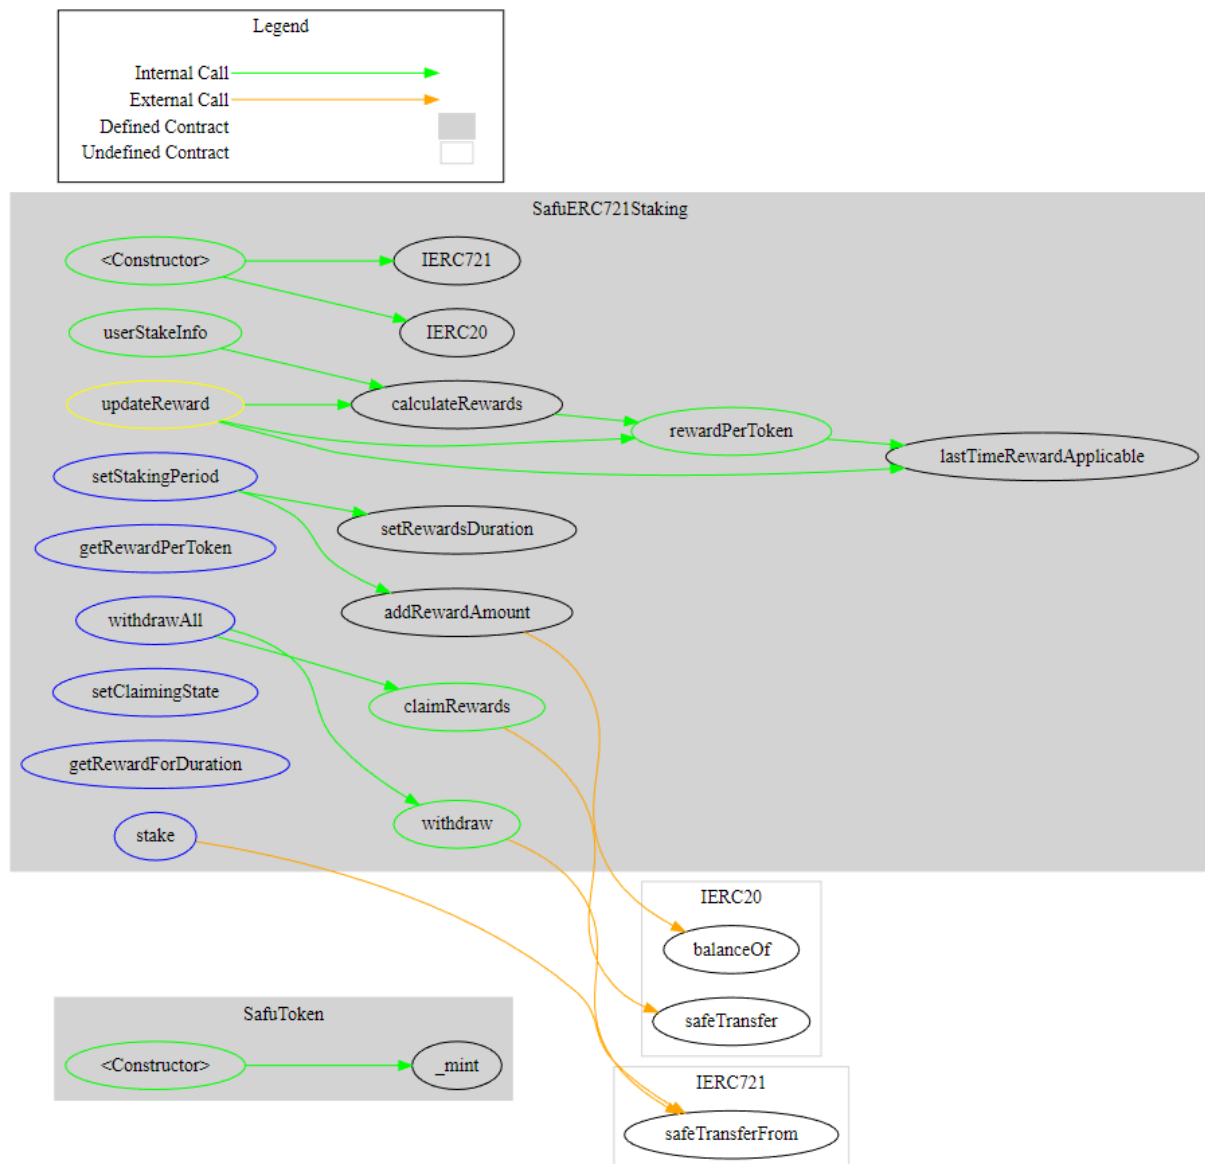 Legend
Internal Call
External Call
Defined Contract
Undefined Contract
SafuERC721Staking
<Constructor>
IERC721
userStakeInfo
IERC20
updateReward
calculateRewards
rewardPerToken
lastTimeRewardApplicable
setStakingPeriod
setRewardsDuration
getRewardPerToken
addRewardAmount
withdrawAll
setClaimingState
claimRewards
getRewardForDuration
withdraw
stake
IERC20
balanceOf
safeTransfer
SafuToken
<Constructor>
_mint
IERC721
safeTransferFrom